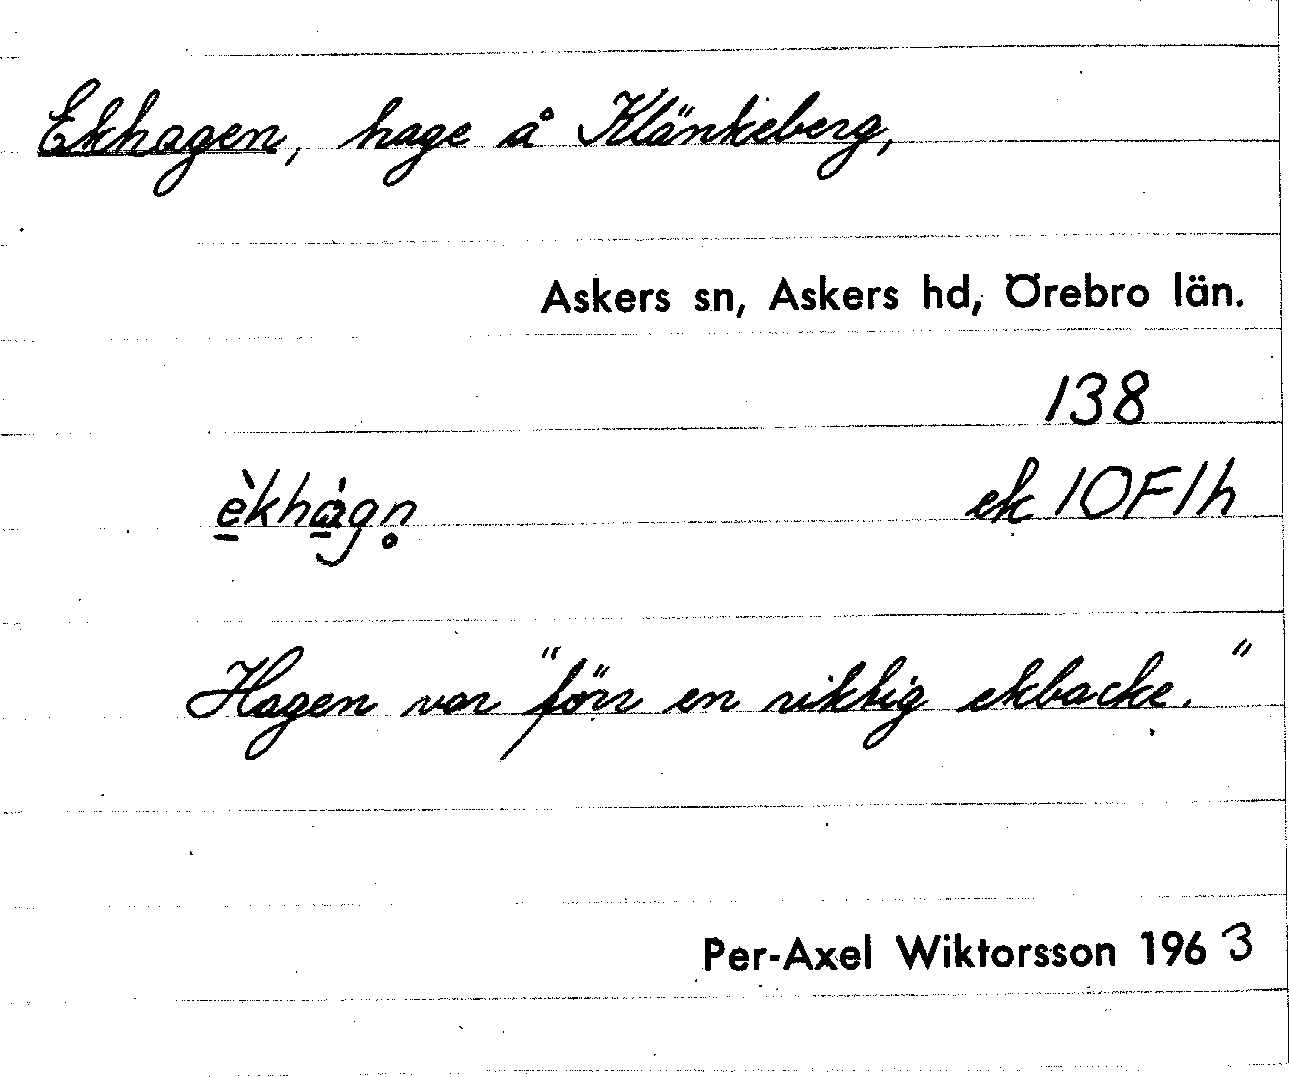 Ekhagen, hage å Klänkeberg,
Askers sn, Askers hd, Örebro län.
138
èkhágn̥ ek 10F1h
Hagen var "förr en riktig ekbacke."
Per-Axel Wiktorsson 1963